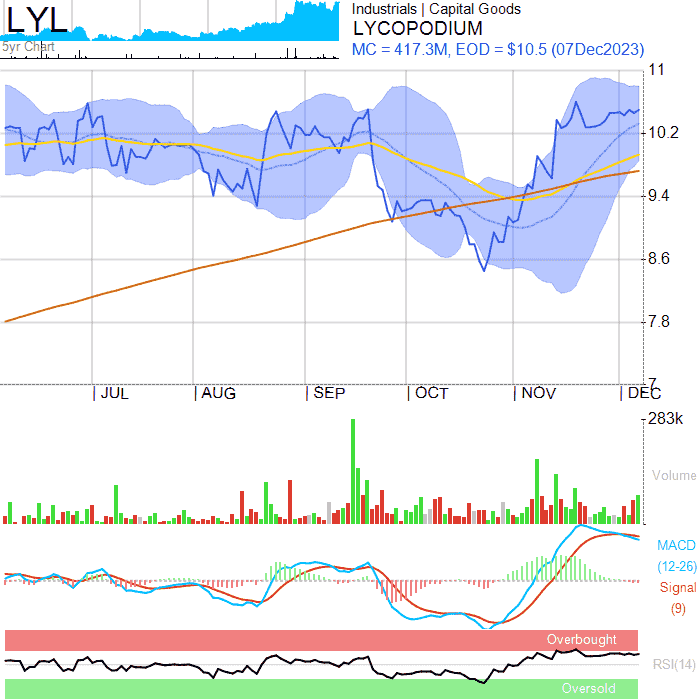 LYL
5yr Chart
Industrials | Capital Goods
LYCOPODIUM
MC = 417.3M, EOD = $10.5 (07Dec2023)
11
10.2
9.4
8.6
7.8
7
JUL AUG SEP OCT NOV DEC
283k
Volume
MACD
(12-26)
Signal
(9)
Overbought
RSI(14)
Oversold